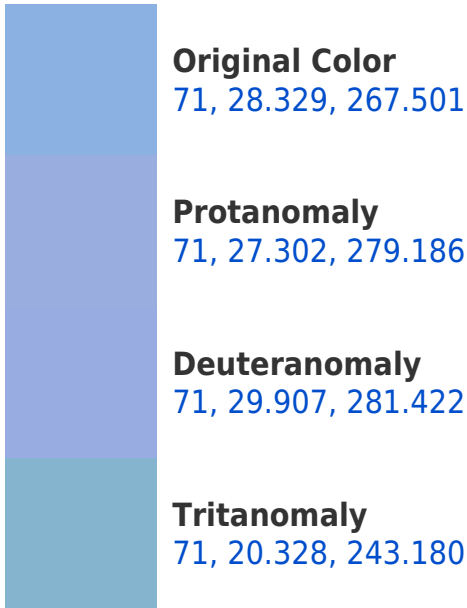 Original Color
71, 28.329, 267.501
Protanomaly
71, 27.302, 279.186
Deuteranomaly
71, 29.907, 281.422
Tritanomaly
71, 20.328, 243.180